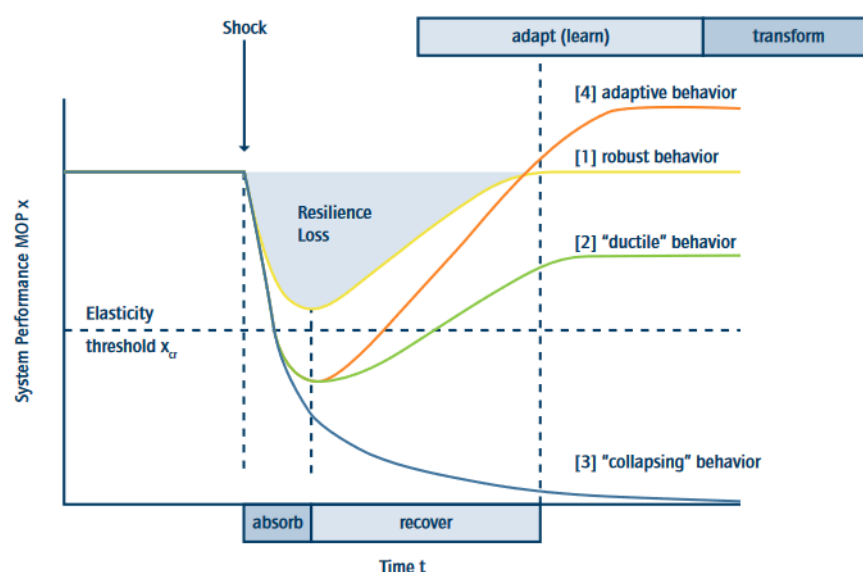 Shock
adapt (learn)
transform
[4] adaptive behavior
[1] robust behavior
Resilience
Loss
[2] "ductile" behavior
Elasticity
threshold x_cr
[3] "collapsing" behavior
absorb
recover
System Performance MOP x
Time t